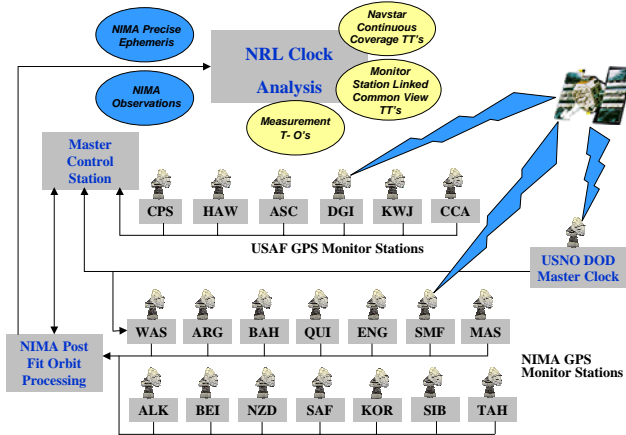 NIMA Precise
Ephemeris
NRL Clock
Analysis
Navstar
Continuous
Coverage TT's
NIMA
Observations
Monitor
Station Linked
Common View
TT's
Measurement
T- O's
Master
Control
Station
CPS HAW ASC DGI KWJ CCA
USAF GPS Monitor Stations
USNO DOD
Master Clock
WAS ARG BAH QUI ENG SMF MAS
NIMA Post
Fit Orbit
Processing
NIMA GPS
Monitor Stations
ALK BEI NZD SAF KOR SIB TAH